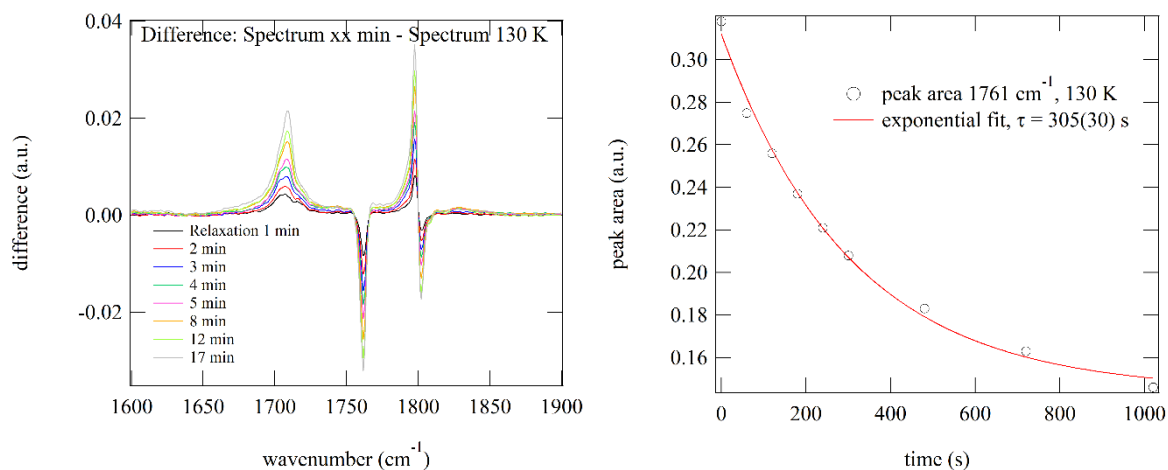 0.04
Difference: Spectrum xx min - Spectrum 130 K
0.02
0.00
-0.02
difference (a.u.)
Relaxation 1 min
2 min
3 min
4 min
5 min
8 min
12 min
17 min
1600 1650 1700 1750 1800 1850 1900
wavenumber (cm-1)
0.30
0.28
0.26
0.24
0.22
0.20
0.18
0.16
peak area (a.u.)
peak area 1761 cm-1, 130 K
exponential fit, τ = 305(30) s
0 200 400 600 800 1000
time (s)